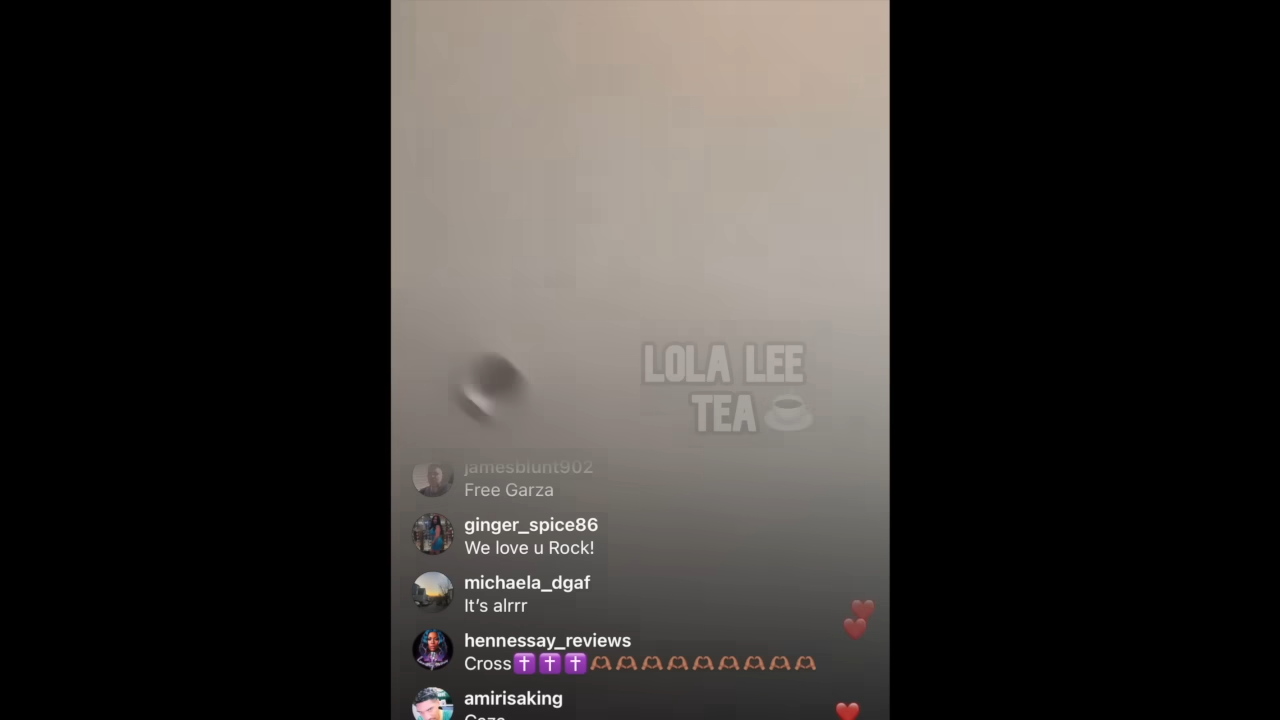 LOLA LEE
TEA☕
jamesblunt902
Free Garza
ginger_spice86
We love u Rock!
michaela_dgaf
It's alrrr
hennessay_reviews
Cross✝️✝️✝️🫶🏾🫶🏾🫶🏾🫶🏾🫶🏾🫶🏾🫶🏾🫶🏾🫶🏾
amirisaking